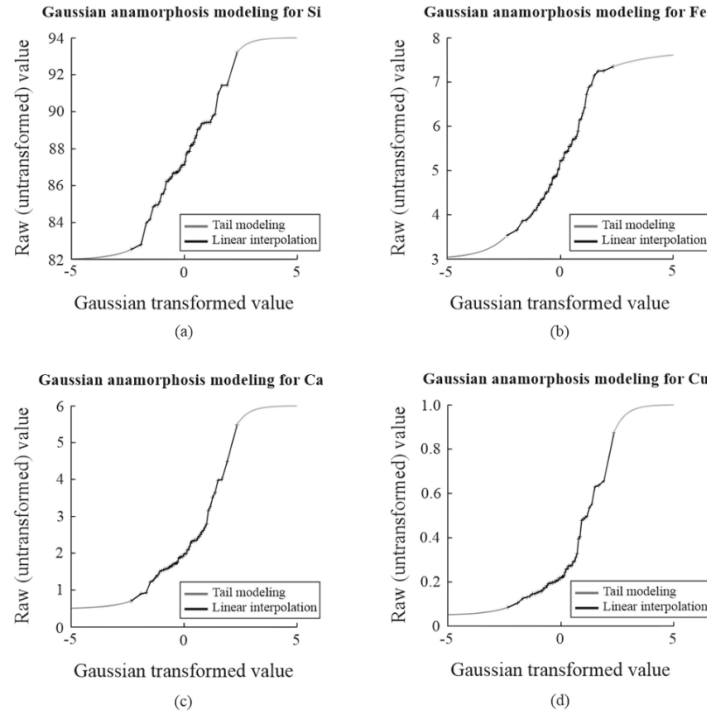 Gaussian anamorphosis modeling for Si
Raw (untransformed) value
94
92
90
88
86
84
82
-5
0
5
Tail modeling
Linear interpolation
Gaussian transformed value
(a)
Gaussian anamorphosis modeling for Fe
Raw (untransformed) value
8
7
6
5
4
3
-5
0
5
Tail modeling
Linear interpolation
Gaussian transformed value
(b)
Gaussian anamorphosis modeling for Ca
Raw (untransformed) value
6
5
4
3
2
1
0
-5
0
5
Tail modeling
Linear interpolation
Gaussian transformed value
(c)
Gaussian anamorphosis modeling for Cu
Raw (untransformed) value
1.0
0.8
0.6
0.4
0.2
0
-5
0
5
Tail modeling
Linear interpolation
Gaussian transformed value
(d)